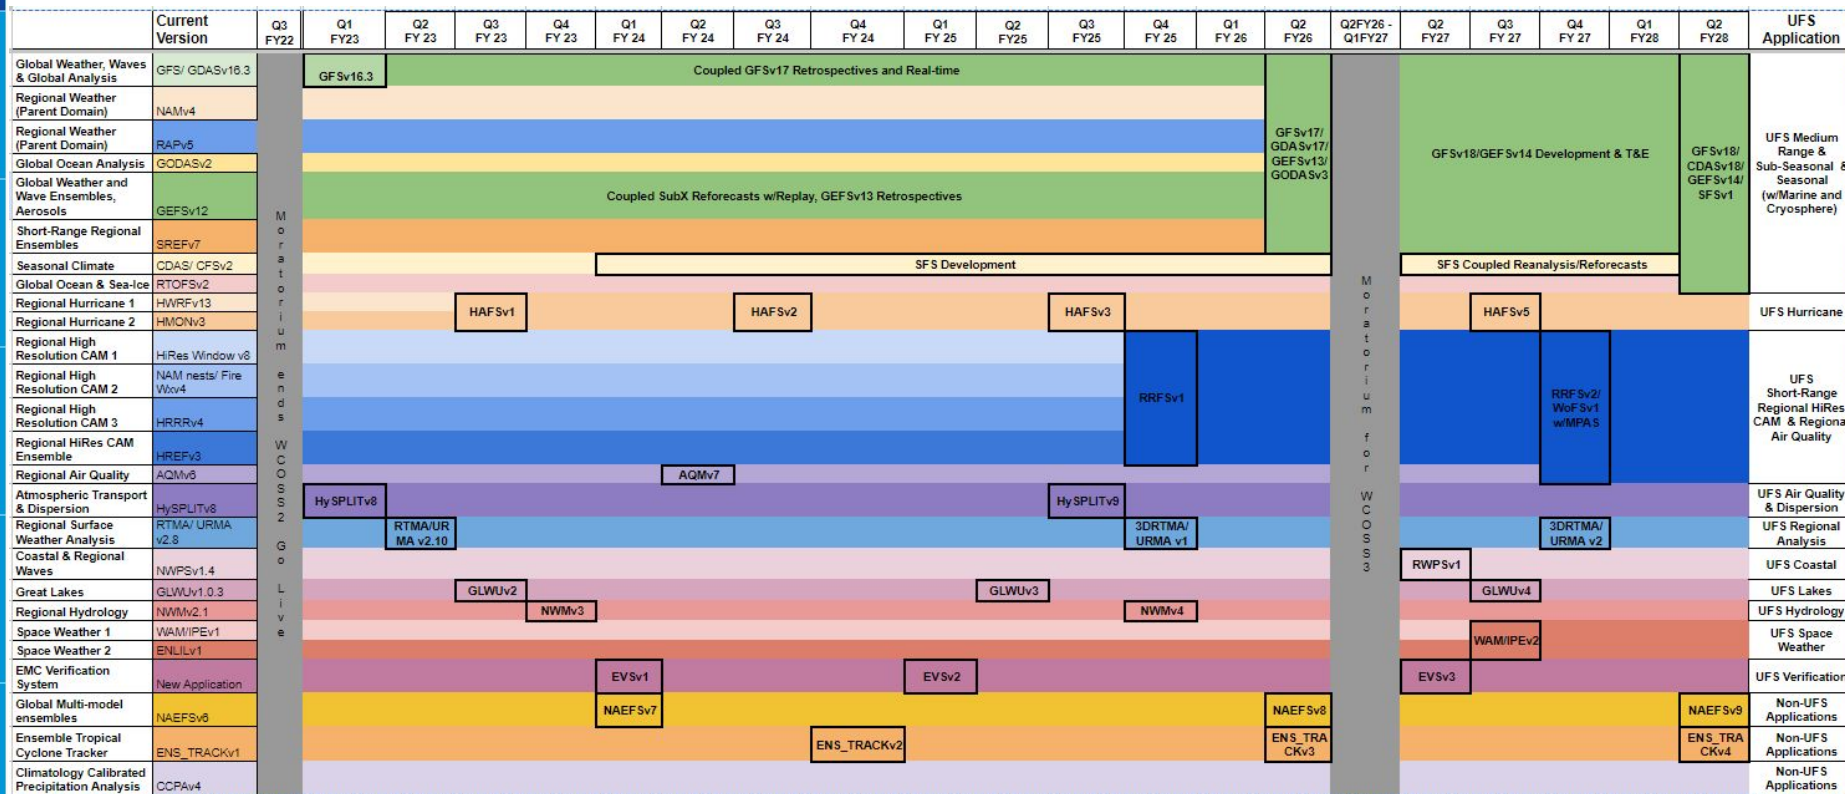 Current
Version
Q3
FY22
Q1
FY23
Q2
FY 23
Q3
FY 23
Q4
FY 23
Q1
FY 24
Q2
FY 24
Q3
FY 24
Q4
FY 24
Q1
FY 25
Q2
FY25
Q3
FY25
Q4
FY 25
Q1
FY 26
Q2
FY26
Q2FY26 -
Q1FY27
Q2
FY27
Q3
FY 27
Q4
FY 27
Q1
FY28
Q2
FY28
UFS
Application
Global Weather, Waves
& Global Analysis
GFS/ GDASv16.3
GFSv16.3
Coupled GFSv17 Retrospectives and Real-time
Regional Weather
(Parent Domain)
NAMv4
Regional Weather
(Parent Domain)
RAPv5
Global Ocean Analysis
GODASv2
Global Weather and
Wave Ensembles,
Aerosols
GEFSv12
Coupled SubX Reforecasts w/Replay, GEFSv13 Retrospectives
GFSv17/
GDASv17/
GEFSv13/
GODASv3
GFSv18/GEFSv14 Development & T&E
GFSv18/
CDASv18/
GEFSv14/
SFSv1
UFS Medium
Range &
Sub-Seasonal &
Seasonal
(w/Marine and
Cryosphere)
Short-Range Regional
Ensembles
SREFv7
Seasonal Climate
CDAS/ CFSv2
SFS Development
SFS Coupled Reanalysis/Reforecasts
Global Ocean & Sea-Ice
RTOFSv2
Moratorium ends WCOSS2 Go Live
Moratorium for WCOSS3
Regional Hurricane 1
HWRFv13
Regional Hurricane 2
HMONv3
HAFSv1
HAFSv2
HAFSv3
HAFSv5
UFS Hurricane
Regional High
Resolution CAM 1
HiRes Window v8
Regional High
Resolution CAM 2
NAM nests/ Fire
Wxv4
Regional High
Resolution CAM 3
HRRRv4
Regional HiRes CAM
Ensemble
HREFv3
RRFSv1
RRFSv2/
WoFSv1
w/MPAS
UFS
Short-Range
Regional HiRes
CAM & Regional
Air Quality
Regional Air Quality
AQMv6
AQMv7
Atmospheric Transport
& Dispersion
HySPLITv8
HySPLITv8
HySPLITv9
UFS Air Quality
& Dispersion
Regional Surface
Weather Analysis
RTMA/ URMA
v2.8
RTMA/UR
MA v2.10
3DRTMA/
URMA v1
3DRTMA/
URMA v2
UFS Regional
Analysis
Coastal & Regional
Waves
NWPSv1.4
RWPSv1
UFS Coastal
Great Lakes
GLWUv1.0.3
GLWUv2
GLWUv3
GLWUv4
UFS Lakes
Regional Hydrology
NWMv2.1
NWMv3
NWMv4
UFS Hydrology
Space Weather 1
WAM/IPEv1
Space Weather 2
ENLILv1
WAM/IPEv2
UFS Space
Weather
EMC Verification
System
New Application
EVSv1
EVSv2
EVSv3
UFS Verification
Global Multi-model
ensembles
NAEFSv6
NAEFSv7
NAEFSv8
NAEFSv9
Non-UFS
Applications
Ensemble Tropical
Cyclone Tracker
ENS_TRACKv1
ENS_TRACKv2
ENS_TRA
CKv3
ENS_TRA
CKv4
Non-UFS
Applications
Climatology Calibrated
Precipitation Analysis
CCPAv4
Non-UFS
Applications